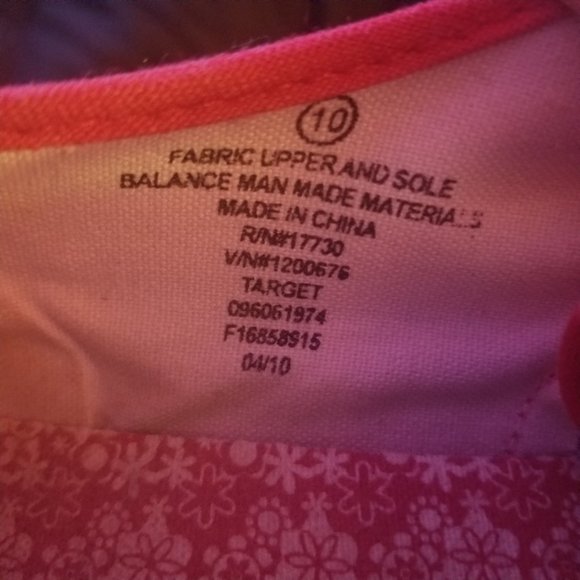 10
FABRIC UPPER AND SOLE
BALANCE MAN MADE MATERIALS
MADE IN CHINA
R/N#17730
V/N#1200676
TARGET
096061974
F16858915
04/10